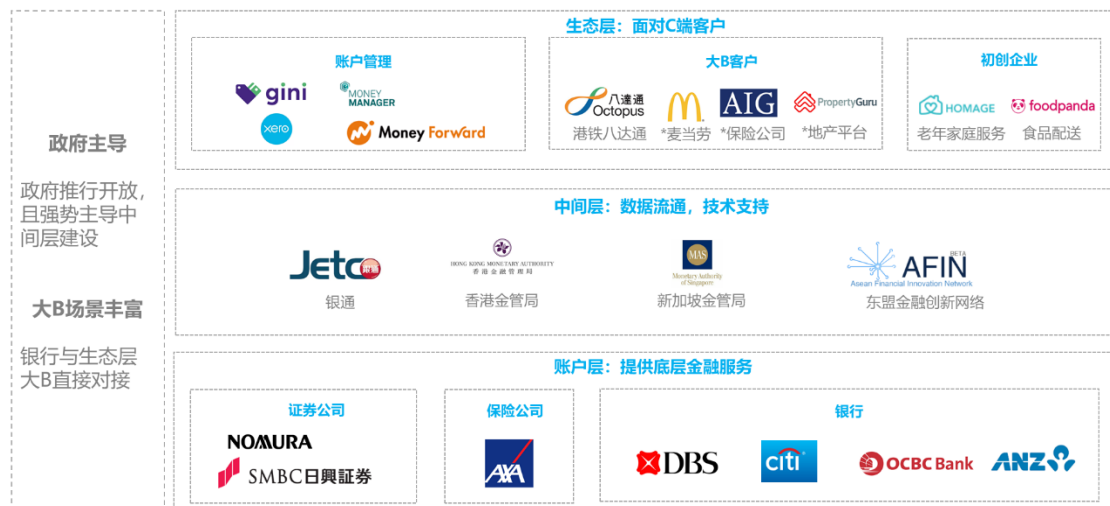 政府主导
政府推行开放，
且强势主导中
间层建设
大B场景丰富
银行与生态层
大B直接对接
生态层：面对C端客户
账户管理
gini
MONEY
MANAGER
xero
Money Forward
大B客户
八達通
Octopus
港铁八达通
*麦当劳
AIG
*保险公司
PropertyGuru
*地产平台
初创企业
HOMAGE
老年家庭服务
foodpanda
食品配送
中间层：数据流通，技术支持
Jetco
銀通
银通
HONG KONG MONETARY AUTHORITY
香港金融管理局
香港金管局
MAS
Monetary Authority
of Singapore
新加坡金管局
BETA
AFIN
Asean Financial Innovation Network
东盟金融创新网络
账户层：提供底层金融服务
证券公司
NOMURA
SMBC日興証券
保险公司
AXA
银行
DBS
citi
OCBC Bank
ANZ